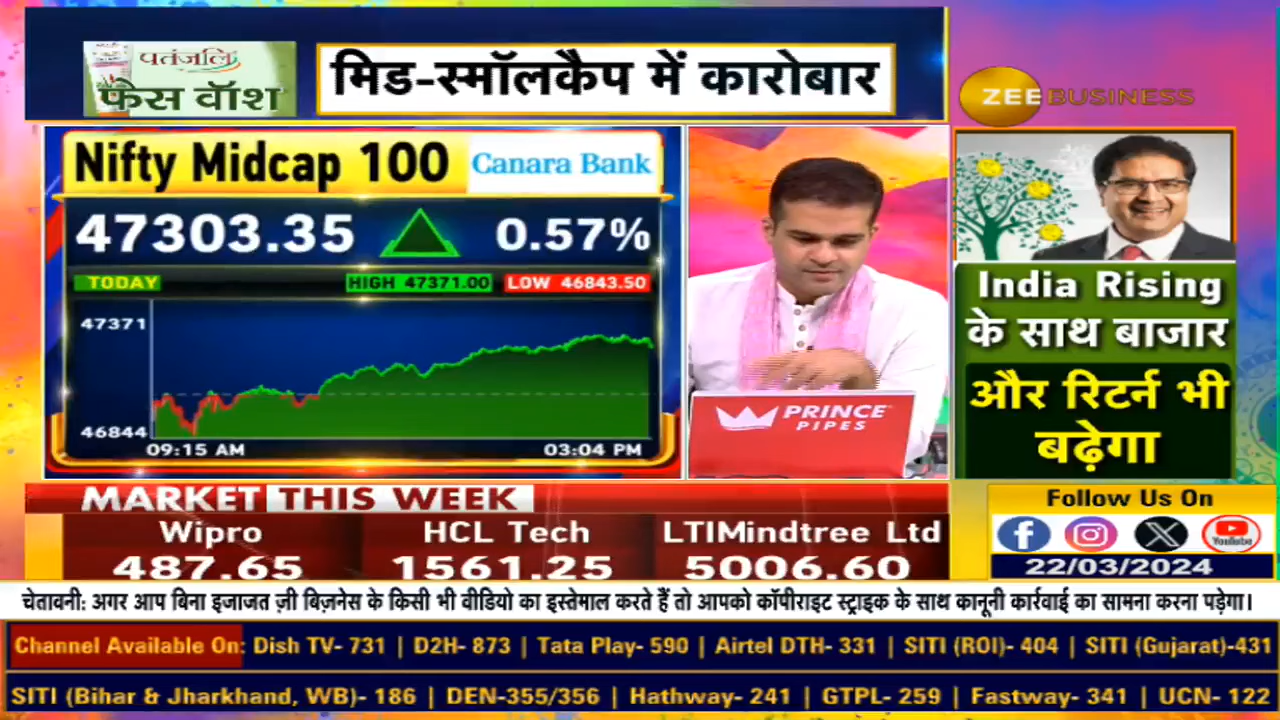 पतंजलि
फेस वॉश
मिड-स्मॉलकैप में कारोबार
ZEE BUSINESS
Nifty Midcap 100
Canara Bank
47303.35
0.57%
TODAY
HIGH 47371.00
LOW 46843.50
47371
46844
09:15 AM
03:04 PM
PRINCE
PIPES
India Rising
के साथ बाजार
और रिटर्न भी
बढ़ेगा
MARKET THIS WEEK
Wipro
487.65
HCL Tech
1561.25
LTIMindtree Ltd
5006.60
Follow Us On
YouTube
22/03/2024
चेतावनी: अगर आप बिना इजाजत ज़ी बिज़नेस के किसी भी वीडियो का इस्तेमाल करते हैं तो आपको कॉपीराइट स्ट्राइक के साथ कानूनी कार्रवाई का सामना करना पड़ेगा।
Channel Available On: Dish TV- 731 | D2H- 873 | Tata Play- 590 | Airtel DTH- 331 | SITI (ROI)- 404 | SITI (Gujarat)-431
SITI (Bihar & Jharkhand, WB)- 186 | DEN-355/356 | Hathway- 241 | GTPL- 259 | Fastway- 341 | UCN- 122